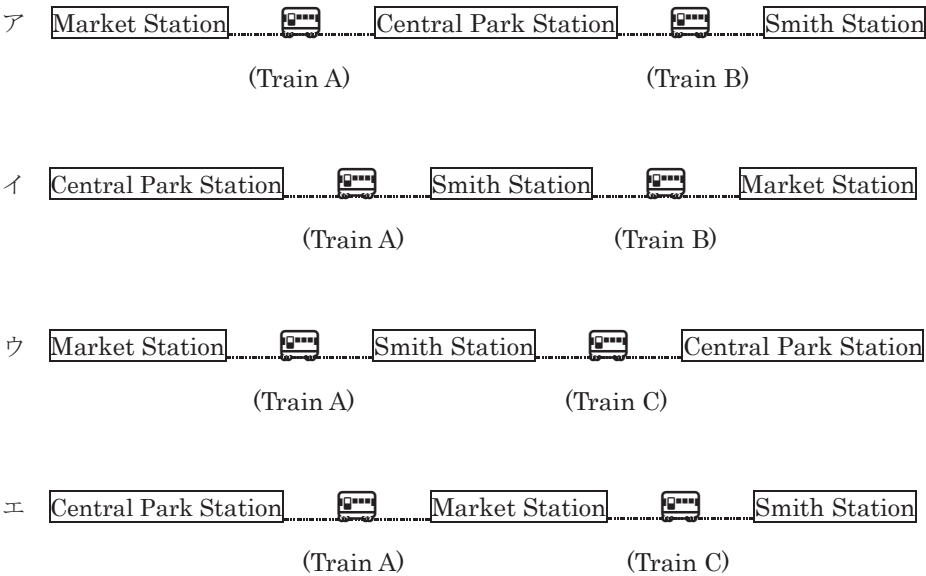 ア Market Station Central Park Station Smith Station
(Train A) (Train B)
イ Central Park Station Smith Station Market Station
(Train A) (Train B)
ウ Market Station Smith Station Central Park Station
(Train A) (Train C)
エ Central Park Station Market Station Smith Station
(Train A) (Train C)